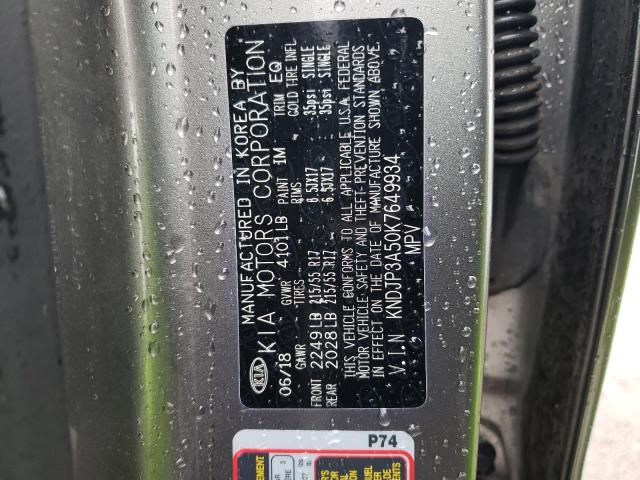 MANUFACTURED IN KOREA BY
KIA KIA MOTORS CORPORATION
06/18 GVWR 4101LB PAINT 1M TRIM EQ
GAWR TIRES RIMS COLD TIRE INFL
FRONT 2249LB 215/55 R17 6.5JX17 35psi SINGLE
REAR 2028LB 215/55 R17 6.5JX17 35psi SINGLE
THIS VEHICLE CONFORMS TO ALL APPLICABLE U.S.A. FEDERAL
MOTOR VEHICLE SAFETY AND THEFT PREVENTION STANDARDS
IN EFFECT ON THE DATE OF MANUFACTURE SHOWN ABOVE.
V.I.N KNDJP3A50K7649934
MPV
P74